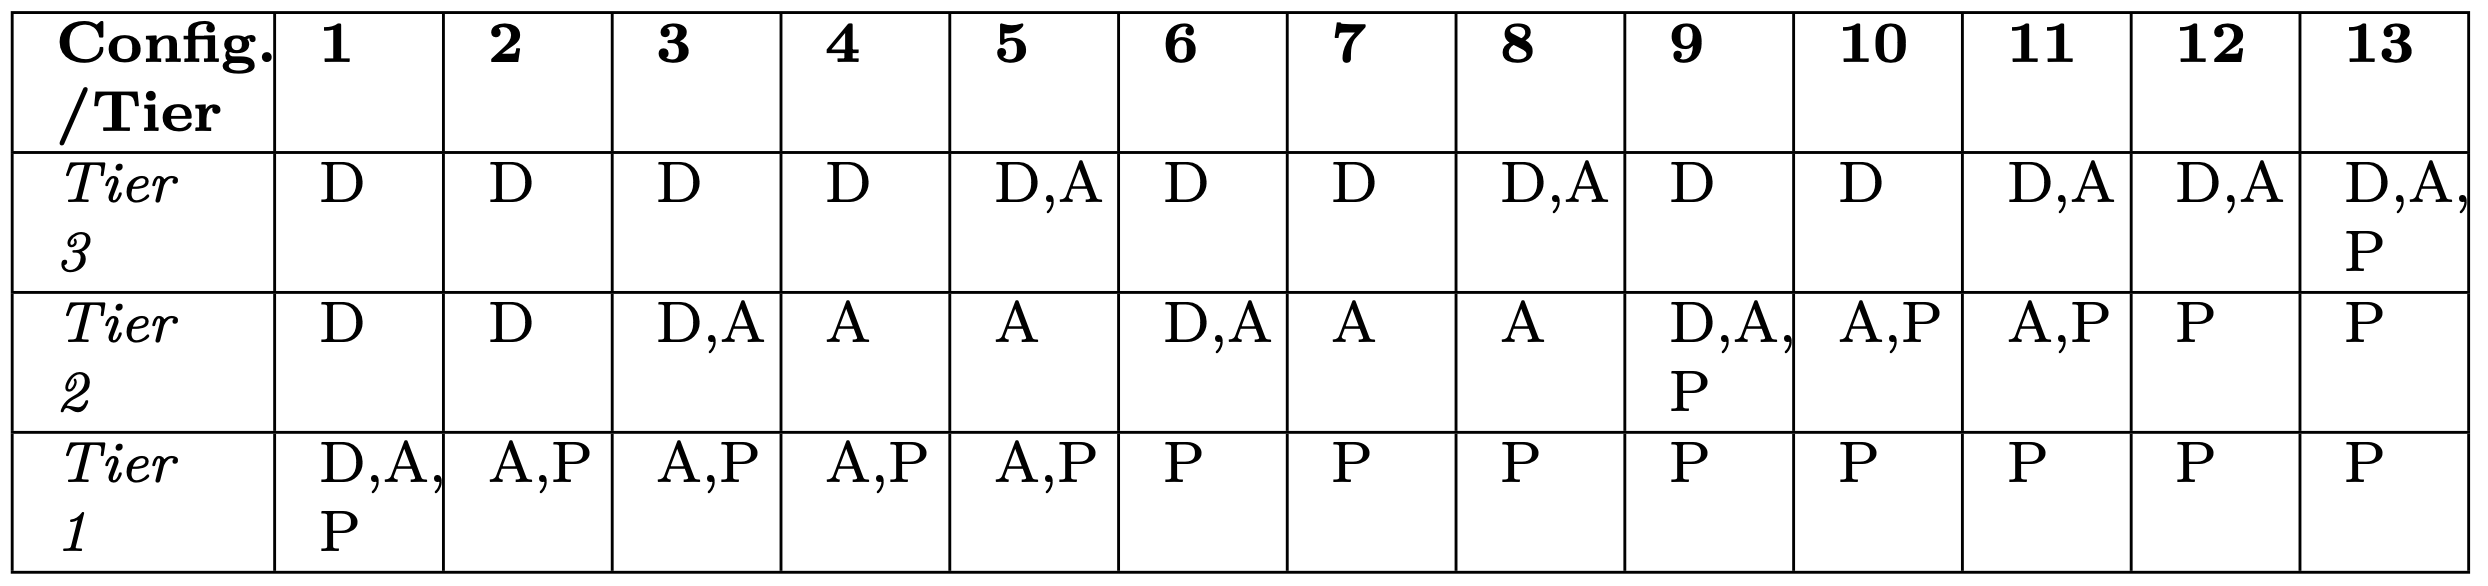 Config. 1 2 3 4 5 6 7 8 9 10 11 12 13
/Tier
Tier D D D D D,A D D D,A D D D,A D,A D,A,
3 P
Tier D D D,A A A D,A A A D,A, A,P A,P P P
2 P
Tier D,A, A,P A,P A,P A,P P P P P P P P P
1 P